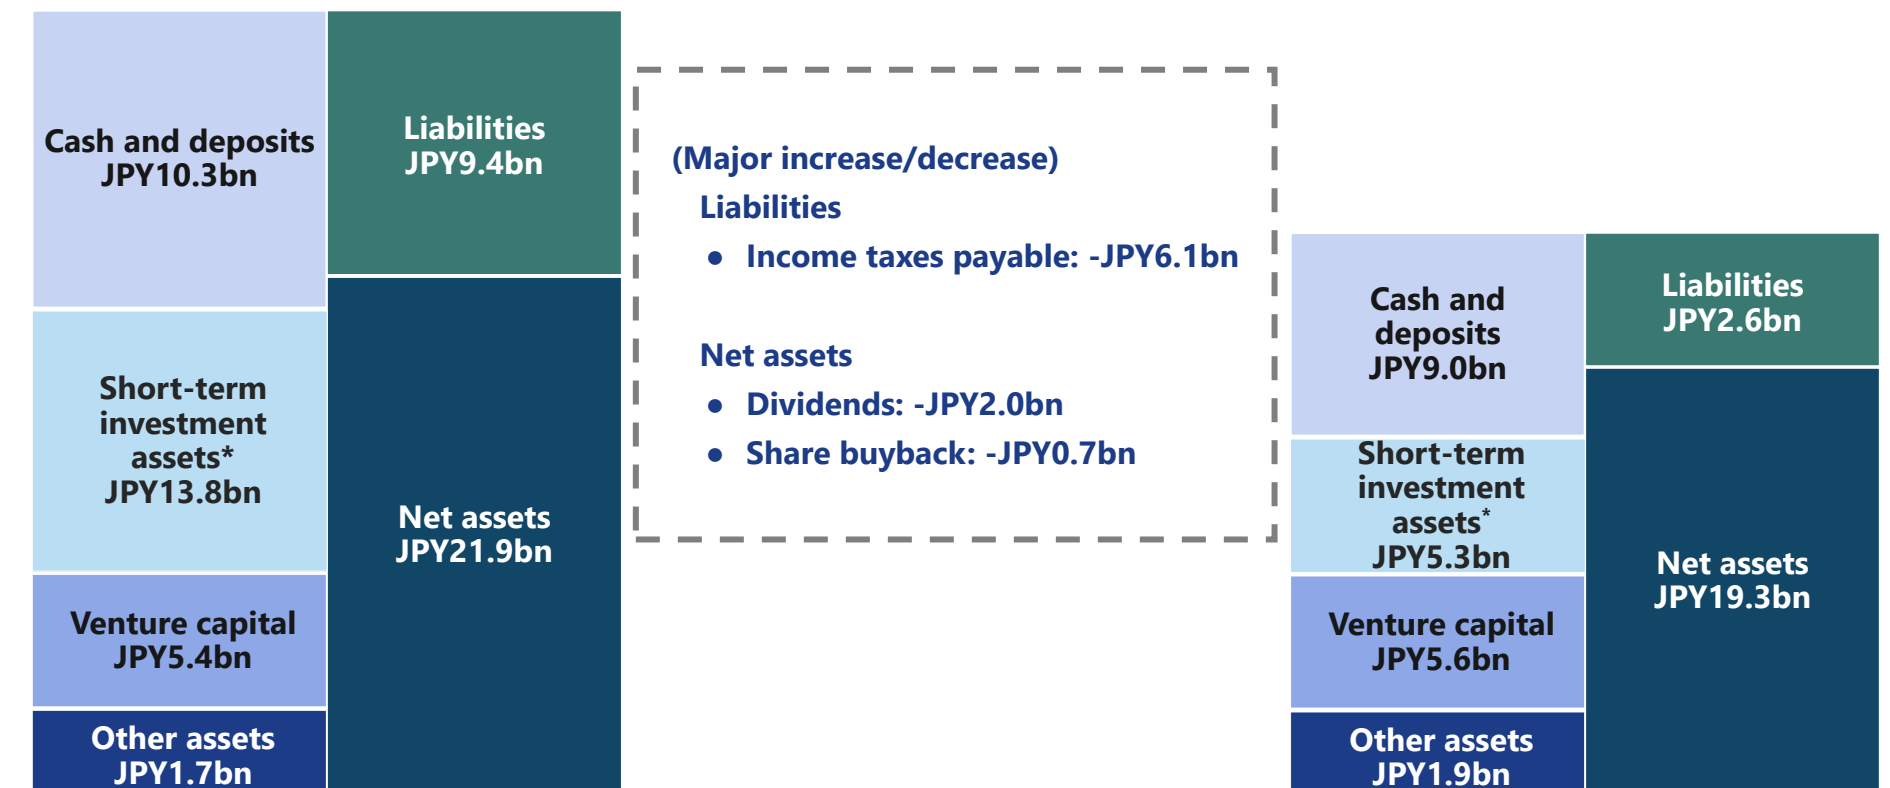 Cash and deposits
JPY10.3bn
Short-term
investment
assets*
JPY13.8bn
Venture capital
JPY5.4bn
Other assets
JPY1.7bn
Liabilities
JPY9.4bn
Net assets
JPY21.9bn
(Major increase/decrease)
Liabilities
● Income taxes payable: -JPY6.1bn
Net assets
● Dividends: -JPY2.0bn
● Share buyback: -JPY0.7bn
Cash and
deposits
JPY9.0bn
Short-term
investment
assets*
JPY5.3bn
Venture capital
JPY5.6bn
Other assets
JPY1.9bn
Liabilities
JPY2.6bn
Net assets
JPY19.3bn